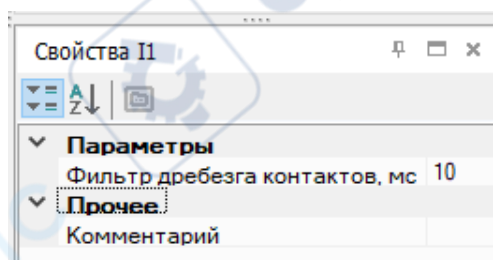 Свойства I1
Параметры
Фильтр дребезга контактов, мс 10
Прочее
Комментарий